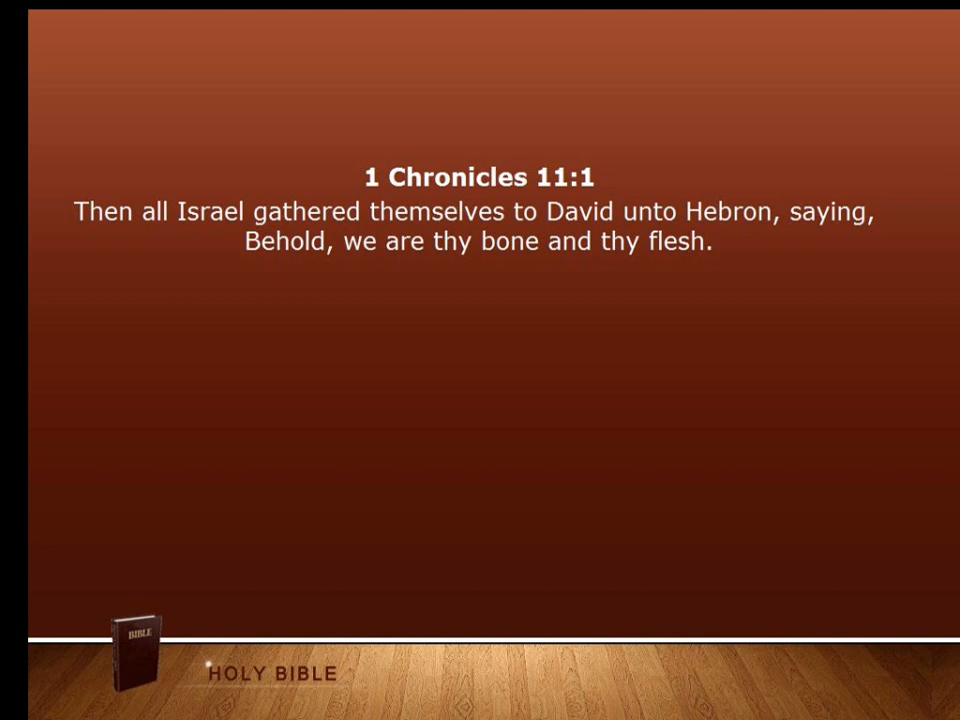 1 Chronicles 11:1
Then all Israel gathered themselves to David unto Hebron, saying,
Behold, we are thy bone and thy flesh.
BIBLE
HOLY BIBLE